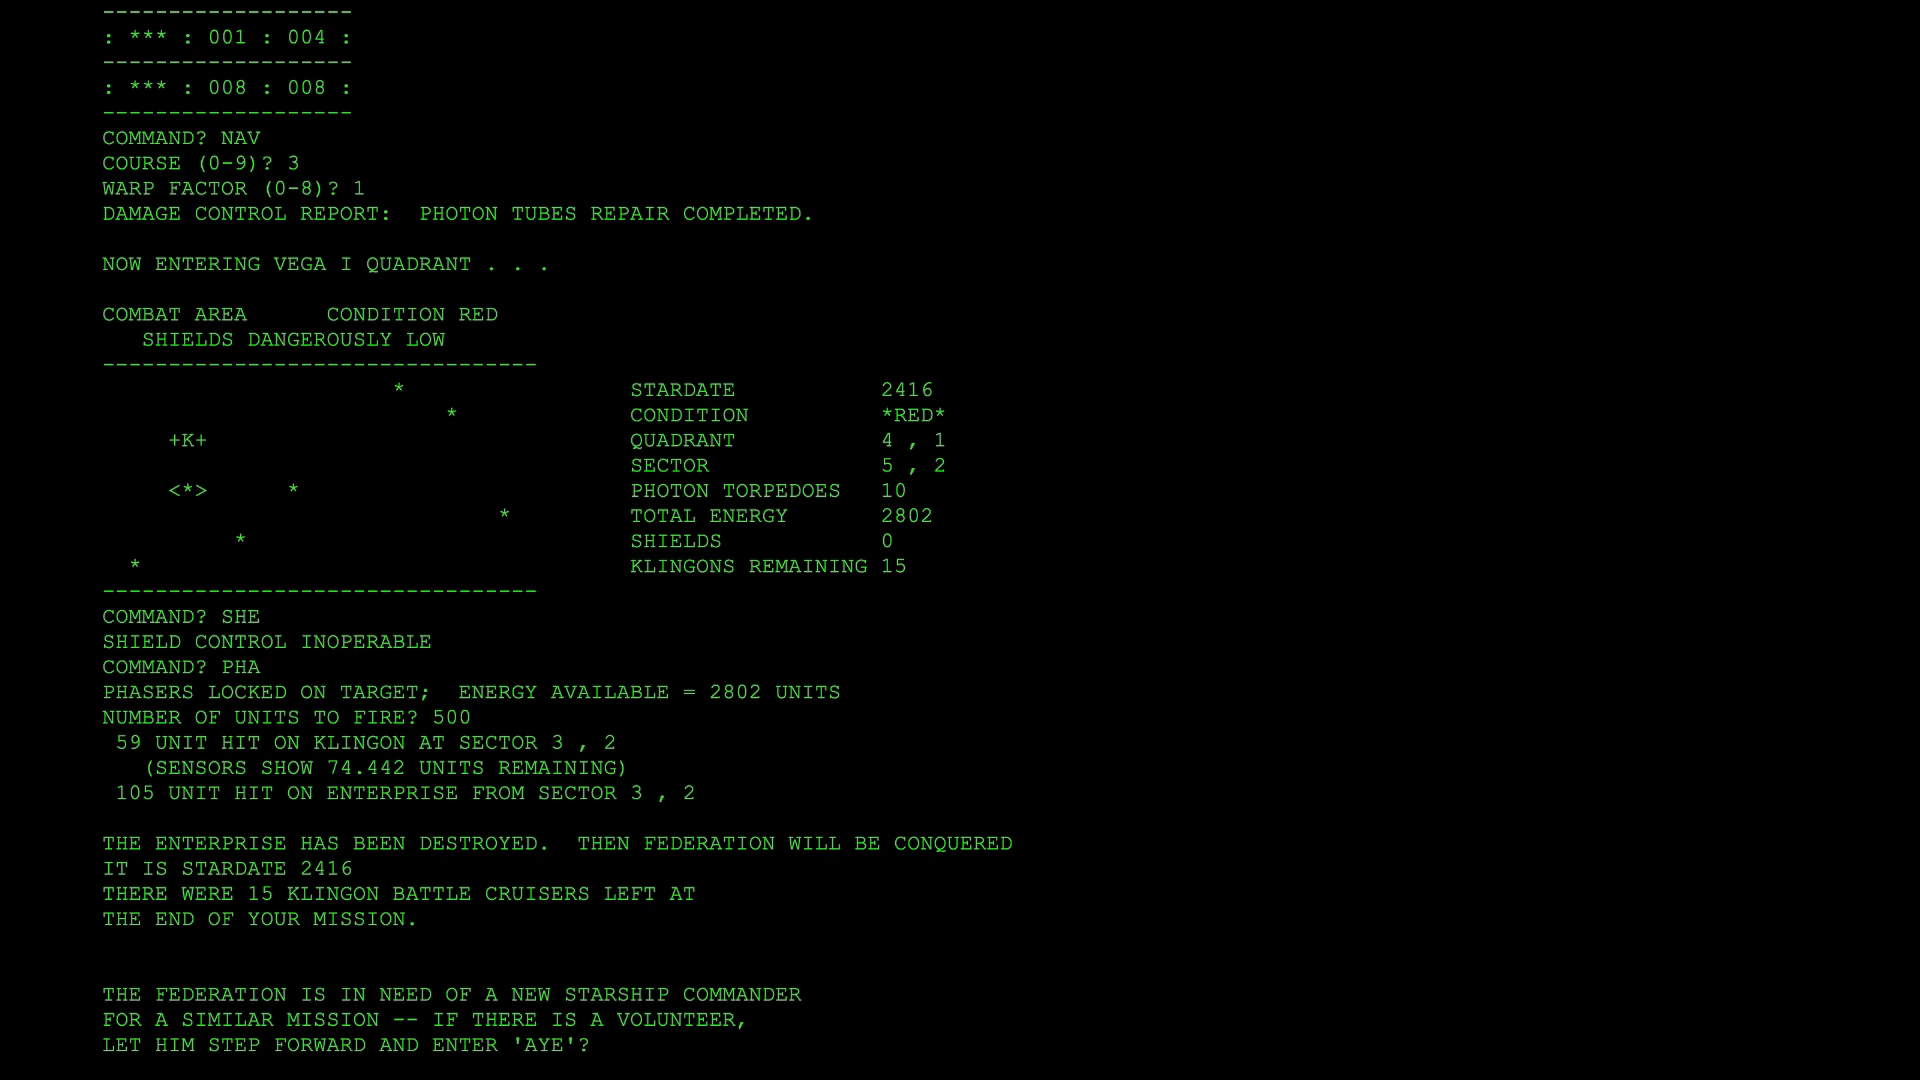 -------------------
: *** : 001 : 004 :
-------------------
: *** : 008 : 008 :
-------------------
COMMAND? NAV
COURSE (0-9)? 3
WARP FACTOR (0-8)? 1
DAMAGE CONTROL REPORT:  PHOTON TUBES REPAIR COMPLETED.

NOW ENTERING VEGA I QUADRANT . . .

COMBAT AREA      CONDITION RED
   SHIELDS DANGEROUSLY LOW
---------------------------------
                      *                 STARDATE           2416
                          *             CONDITION          *RED*
     +K+                                QUADRANT           4 , 1
                                        SECTOR             5 , 2
     <*>      *                         PHOTON TORPEDOES   10
                              *         TOTAL ENERGY       2802
          *                             SHIELDS            0
  *                                     KLINGONS REMAINING 15
---------------------------------
COMMAND? SHE
SHIELD CONTROL INOPERABLE
COMMAND? PHA
PHASERS LOCKED ON TARGET;  ENERGY AVAILABLE = 2802 UNITS
NUMBER OF UNITS TO FIRE? 500
 59 UNIT HIT ON KLINGON AT SECTOR 3 , 2
   (SENSORS SHOW 74.442 UNITS REMAINING)
 105 UNIT HIT ON ENTERPRISE FROM SECTOR 3 , 2

THE ENTERPRISE HAS BEEN DESTROYED.  THEN FEDERATION WILL BE CONQUERED
IT IS STARDATE 2416
THERE WERE 15 KLINGON BATTLE CRUISERS LEFT AT
THE END OF YOUR MISSION.


THE FEDERATION IS IN NEED OF A NEW STARSHIP COMMANDER
FOR A SIMILAR MISSION -- IF THERE IS A VOLUNTEER,
LET HIM STEP FORWARD AND ENTER 'AYE'?